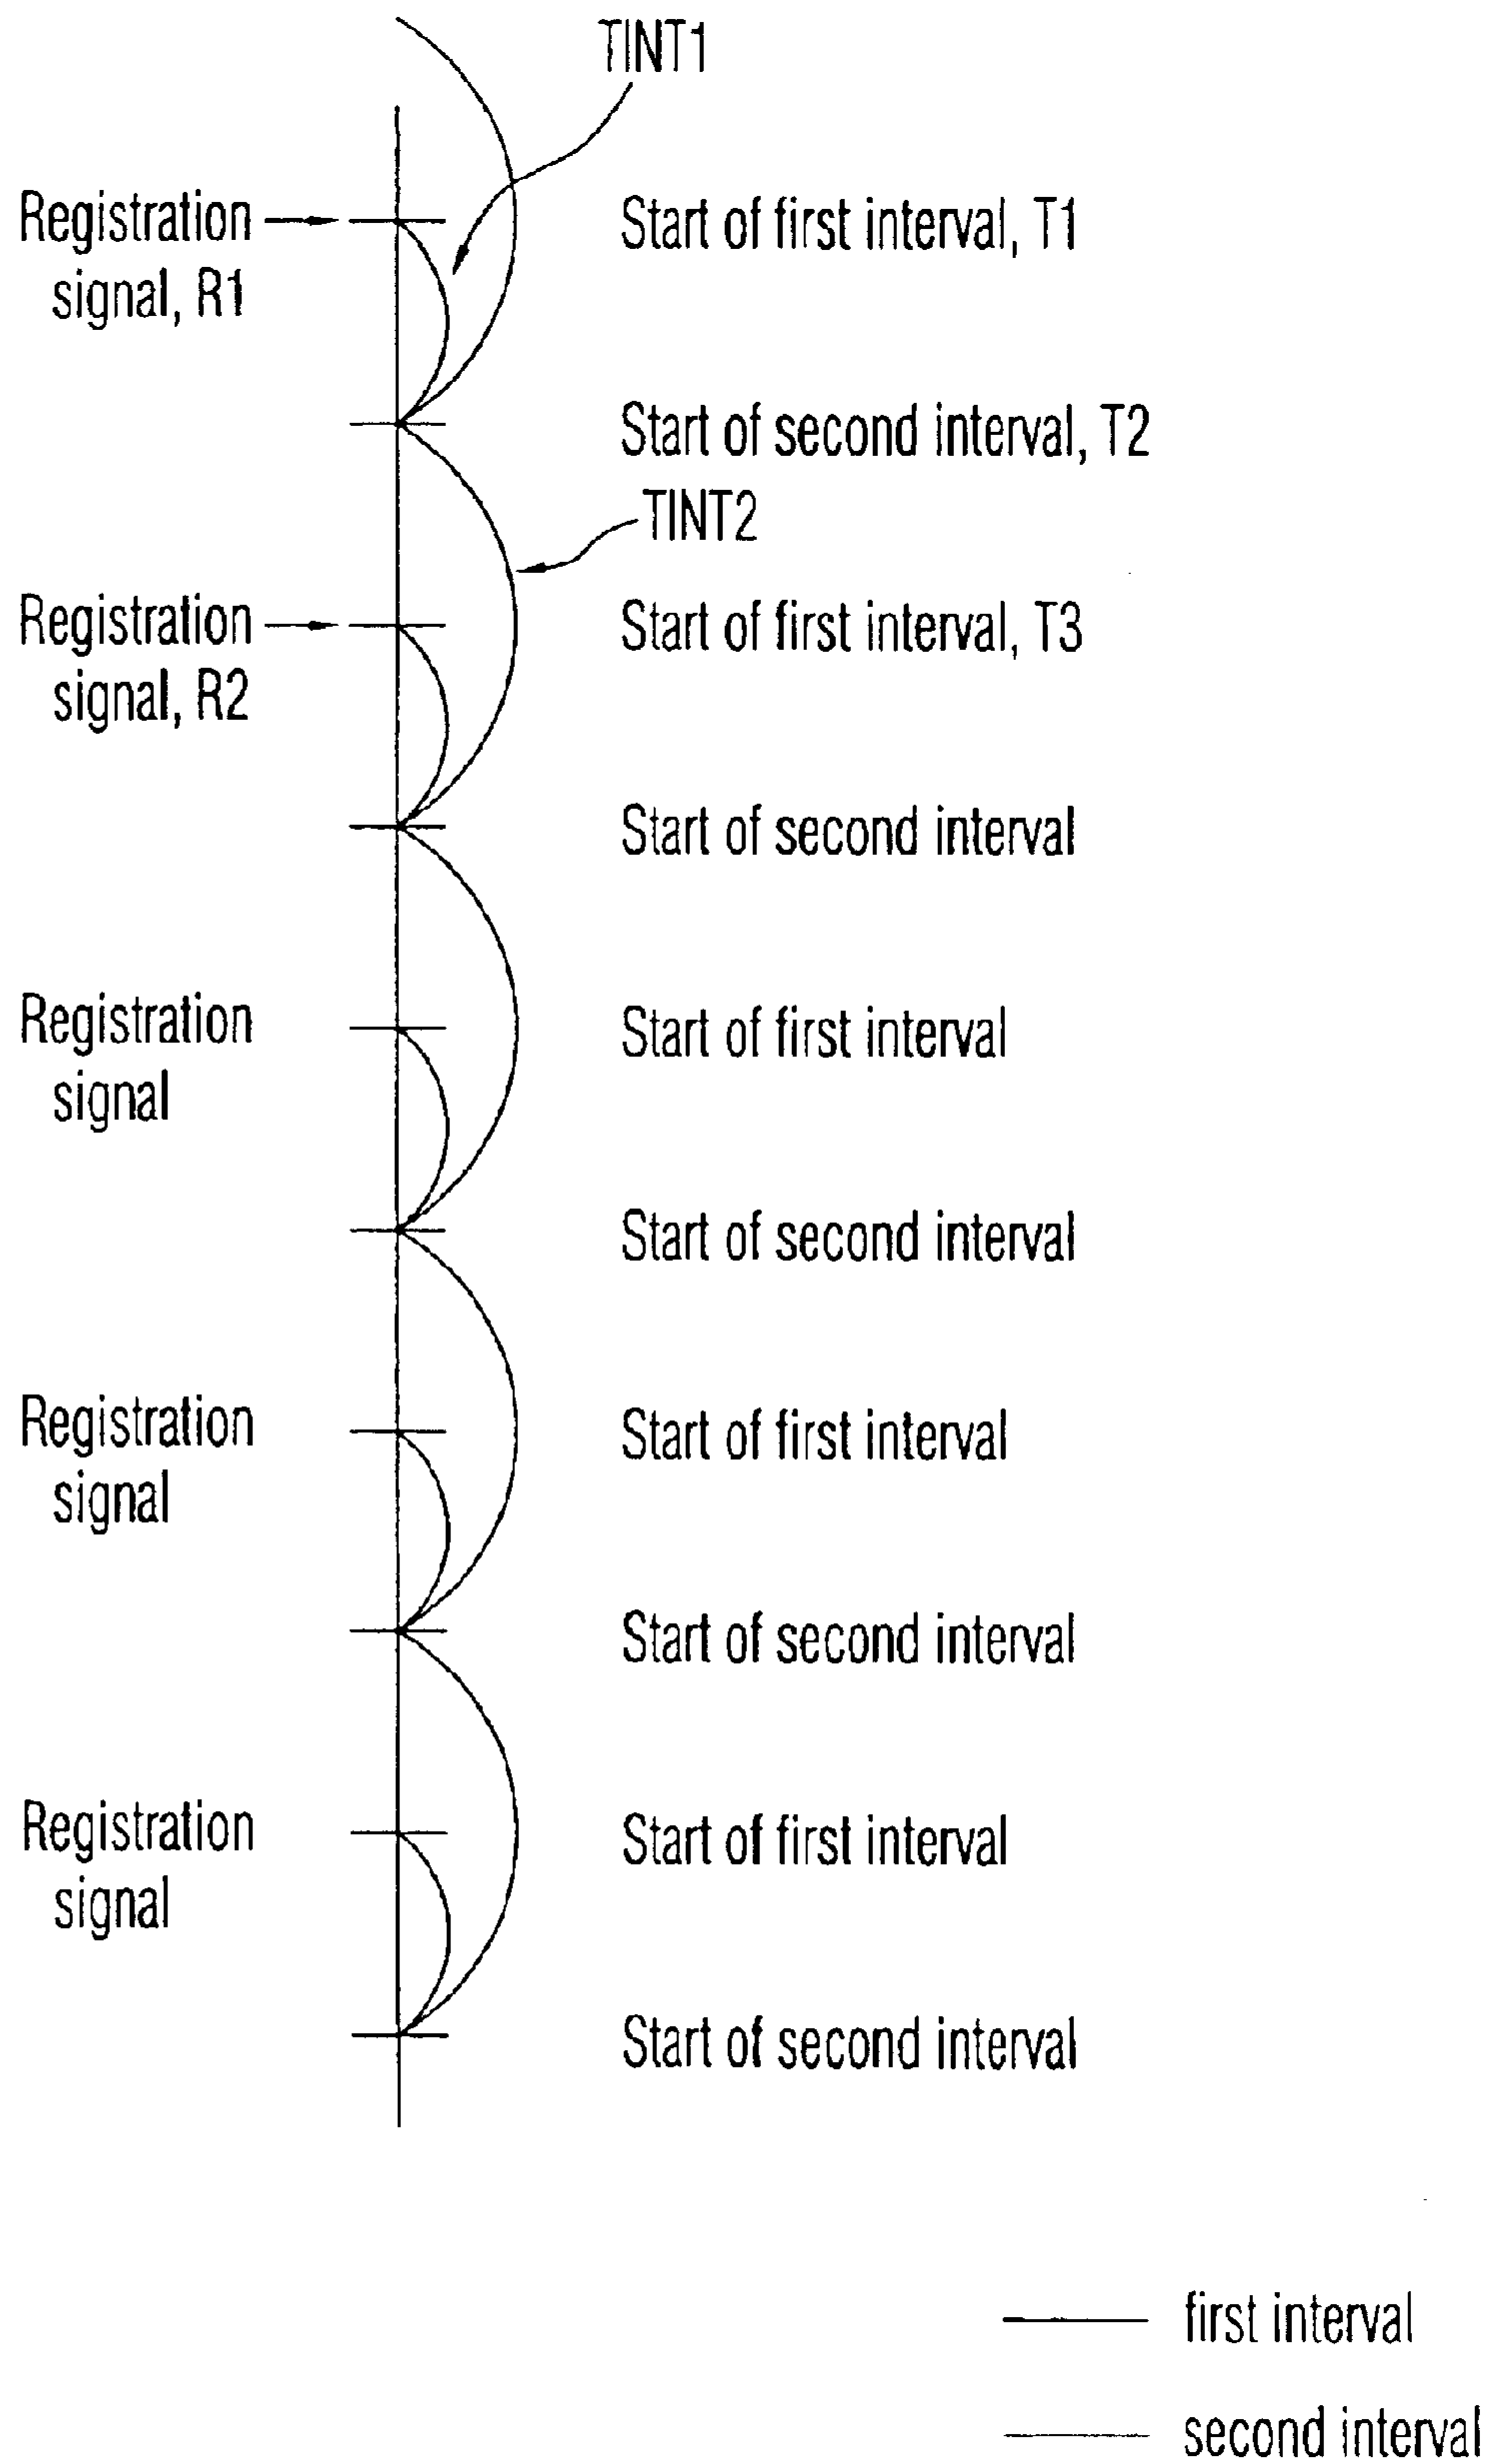 TINT1
Registration
signal, R1
Start of first interval, T1
Start of second interval, T2
TINT2
Registration
signal, R2
Start of first interval, T3
Start of second interval
Registration
signal
Start of first interval
Start of second interval
Registration
signal
Start of first interval
Start of second interval
Registration
signal
Start of first interval
Start of second interval
first interval
second interval